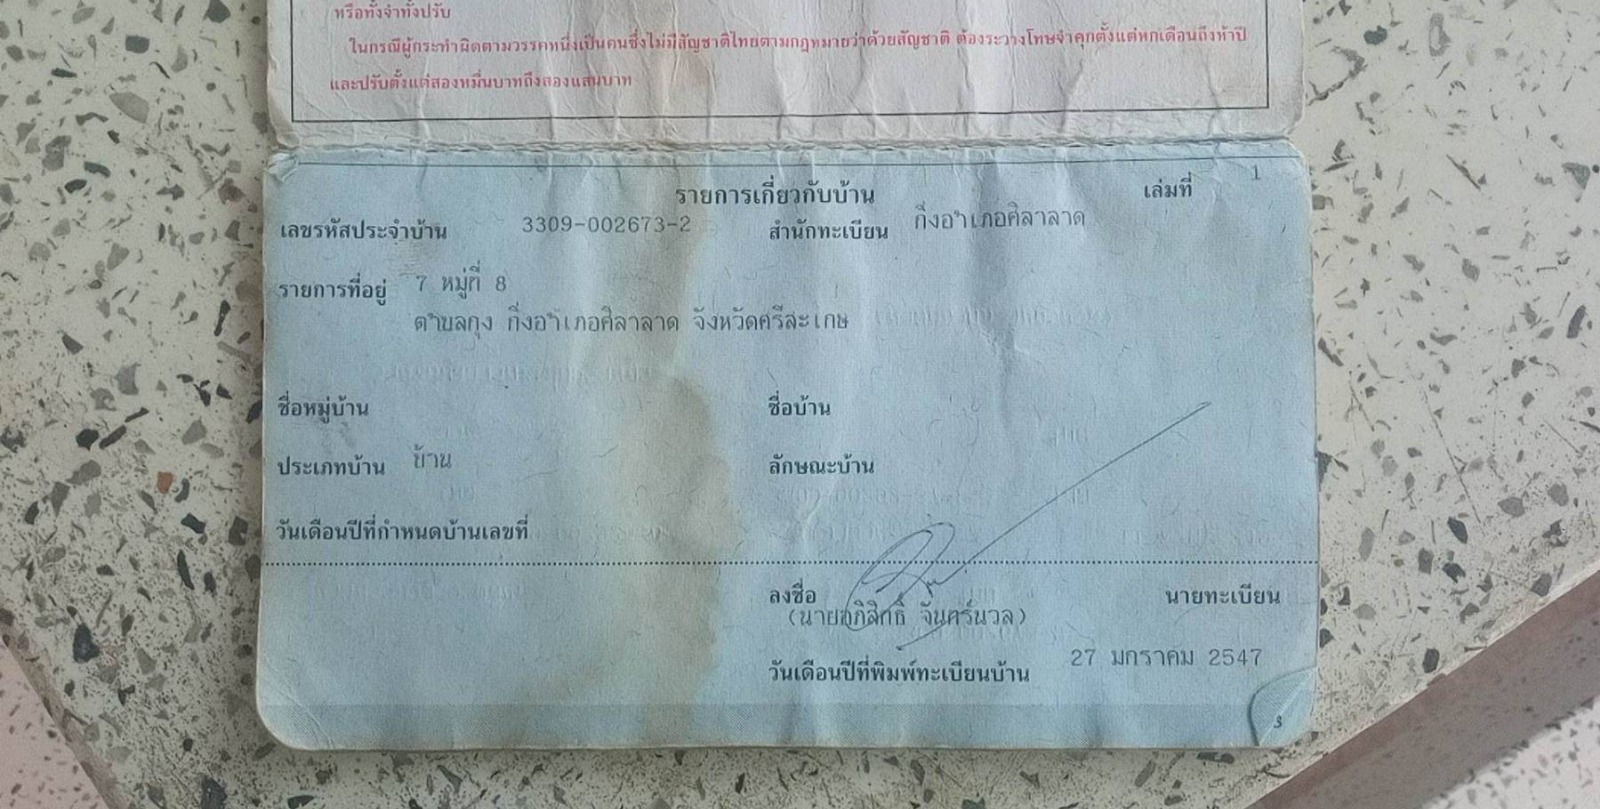 หรือทั้งจำทั้งปรับ
ในกรณีผู้กระทำผิดตามวรรคหนึ่งเป็นคนซึ่งไม่มีสัญชาติไทยตามกฎหมายว่าด้วยสัญชาติ ต้องระวางโทษจำคุกตั้งแต่หกเดือนถึงห้าปี
และปรับตั้งแต่สองหมื่นบาทถึงสองแสนบาท
รายการเกี่ยวกับบ้าน เล่มที่ 1
เลขรหัสประจำบ้าน 3309-002673-2 สำนักทะเบียน กิ่งอำเภอศิลาลาด
รายการที่อยู่ 7 หมู่ที่ 8
ตำบลกุง กิ่งอำเภอศิลาลาด จังหวัดศรีสะเกษ
ชื่อหมู่บ้าน ชื่อบ้าน
ประเภทบ้าน บ้าน ลักษณะบ้าน
วันเดือนปีที่กำหนดบ้านเลขที่
ลงชื่อ นายทะเบียน
(นายอภิสิทธิ์ จันศรีนวล)
วันเดือนปีที่พิมพ์ทะเบียนบ้าน 27 มกราคม 2547
3